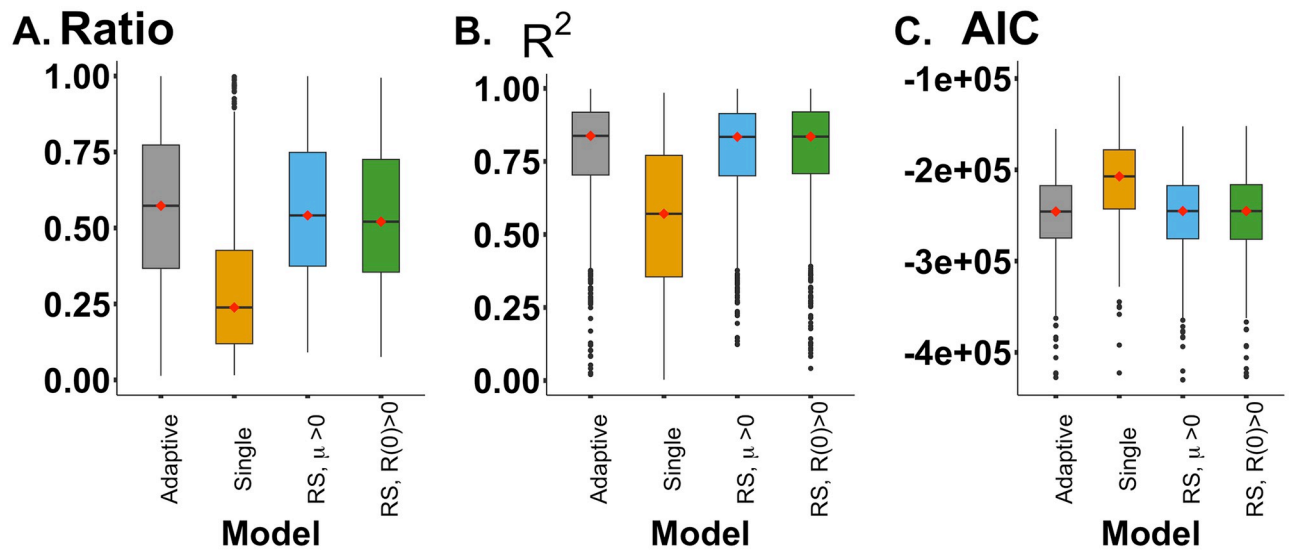 A. Ratio
1.00
0.75
0.50
0.25
0.00
Adaptive
Single
RS, μ >0
RS, R(0)>0
Model
B. R²
1.00
0.75
0.50
0.25
0.00
Adaptive
Single
RS, μ >0
RS, R(0)>0
Model
C. AIC
-1e+05
-2e+05
-3e+05
-4e+05
Adaptive
Single
RS, μ >0
RS, R(0)>0
Model